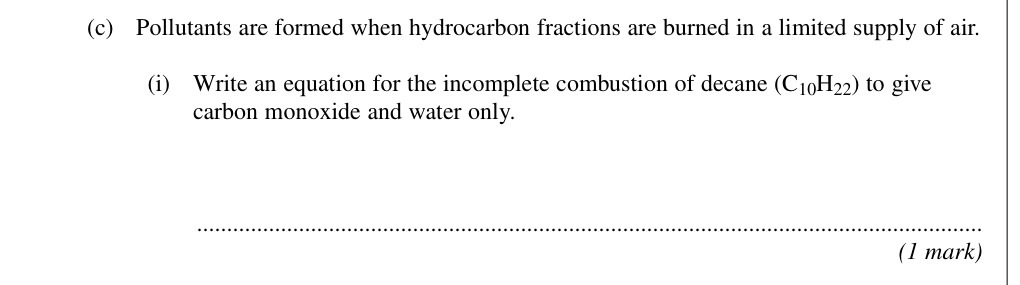 (c) Pollutants are formed when hydrocarbon fractions are burned in a limited supply of air.
(i) Write an equation for the incomplete combustion of decane (C₁₀H₂₂) to give
carbon monoxide and water only.
....................................................................................................................................
(1 mark)